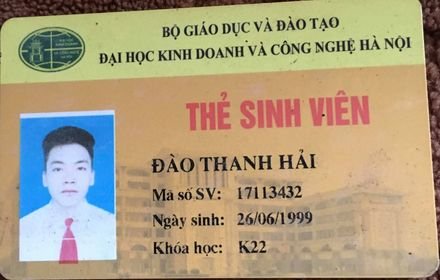 BỘ GIÁO DỤC VÀ ĐÀO TẠO
ĐẠI HỌC KINH DOANH VÀ CÔNG NGHỆ HÀ NỘI
THẺ SINH VIÊN
ĐÀO THANH HẢI
Mã số SV: 17113432
Ngày sinh: 26/06/1999
Khóa học: K22